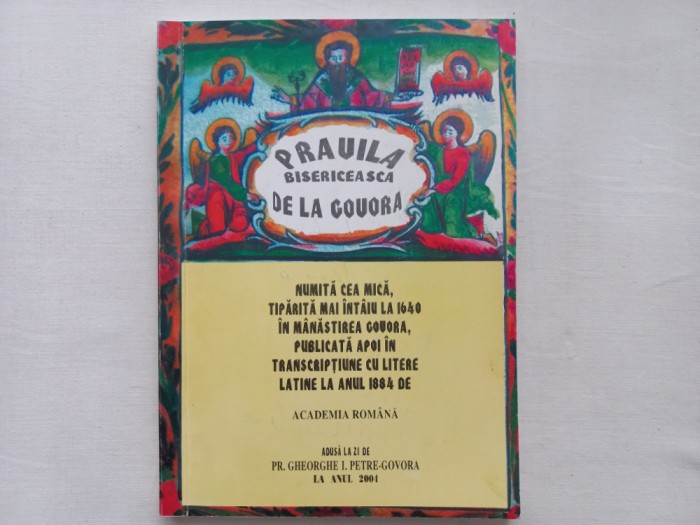 PRAVILA
BISERICEASCA
DE LA GOVORA
NUMITĂ CEA MICĂ,
TIPĂRITĂ MAI ÎNTÂIU LA 1640
ÎN MÂNĂSTIREA GOVORA,
PUBLICATĂ APOI ÎN
TRANSCRIPȚIUNE CU LITERE
LATINE LA ANUL 1884 DE
ACADEMIA ROMÂNĂ
ADUSĂ LA ZI DE
PR. GHEORGHE I. PETRE-GOVORA
LA ANUL 2004